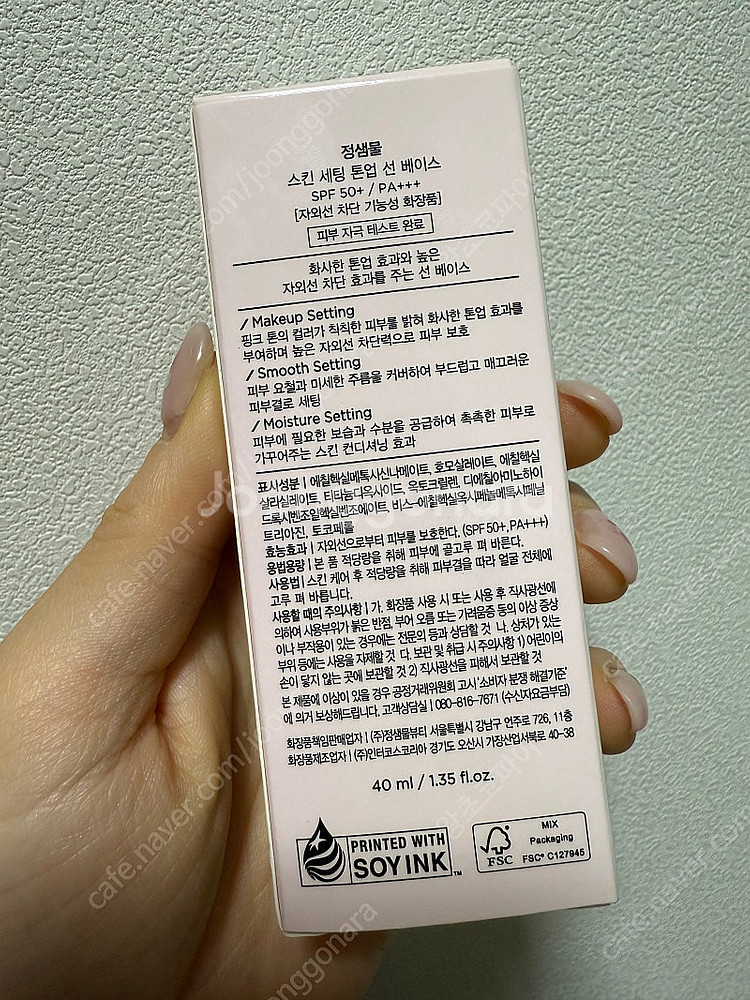 정샘물
스킨 세팅 톤업 선 베이스
SPF 50+ / PA+++
[자외선 차단 기능성 화장품]
피부 자극 테스트 완료
화사한 톤업 효과와 높은
자외선 차단 효과를 주는 선 베이스
/ Makeup Setting
핑크 톤의 컬러가 칙칙한 피부를 밝혀 화사한 톤업 효과를
부여하며 높은 자외선 차단력으로 피부 보호
/ Smooth Setting
피부 요철과 미세한 주름을 커버하여 부드럽고 매끄러운
피부결로 세팅
/ Moisture Setting
피부에 필요한 보습과 수분을 공급하여 촉촉한 피부로
가꾸어주는 스킨 컨디셔닝 효과
표시성분 | 에칠헥실메톡시신나메이트, 호모살레이트, 에칠헥실
살리실레이트, 티타늄디옥사이드, 옥토크릴렌, 디에칠아미노하이
드록시벤조일헥실벤조에이트, 비스-에칠헥실옥시페놀메톡시페닐
트리아진, 토코페롤
효능효과 | 자외선으로부터 피부를 보호한다. (SPF 50+, PA+++)
용법용량 | 본 품 적당량을 취해 피부에 골고루 펴 바른다.
사용법 | 스킨 케어 후 적당량을 취해 피부결을 따라 얼굴 전체에
고루 펴 바릅니다.
사용할 때의 주의사항 | 가. 화장품 사용 시 또는 사용 후 직사광선에
의하여 사용부위가 붉은 반점, 부어 오름 또는 가려움증 등의 이상 증상
이나 부작용이 있는 경우에는 전문의 등과 상담할 것 나. 상처가 있는
부위 등에는 사용을 자제할 것 다. 보관 및 취급 시 주의사항 1) 어린이의
손이 닿지 않는 곳에 보관할 것 2) 직사광선을 피해서 보관할 것
본 제품에 이상이 있을 경우 공정거래위원회 고시 '소비자 분쟁 해결기준'
에 의거 보상해드립니다. 고객상담실 | 080-816-7671 (수신자요금부담)
화장품책임판매업자 | (주)정샘물뷰티 서울특별시 강남구 언주로 726, 11층
화장품제조업자 | (주)인터코스코리아 경기도 오산시 가장산업서북로 40-38
40 ml / 1.35 fl.oz.
PRINTED WITH
SOY INK™
FSC
MIX
Packaging
FSC® C127945
cafe.naver.com/joonggonara